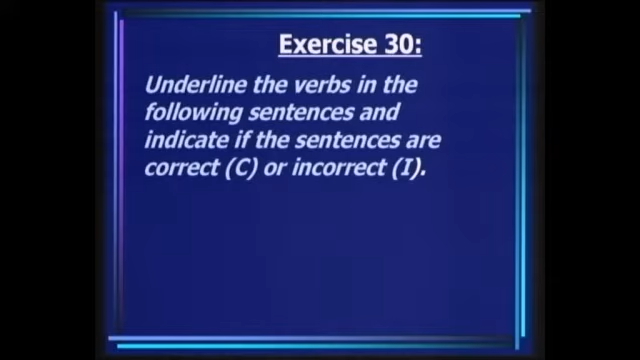 Exercise 30:
Underline the verbs in the
following sentences and
indicate if the sentences are
correct (C) or incorrect (I).